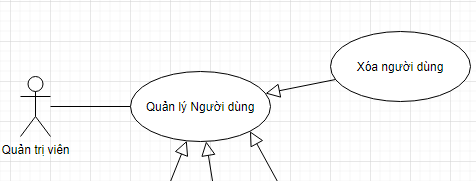 Xóa người dùng
Quản lý Người dùng
Quản trị viên